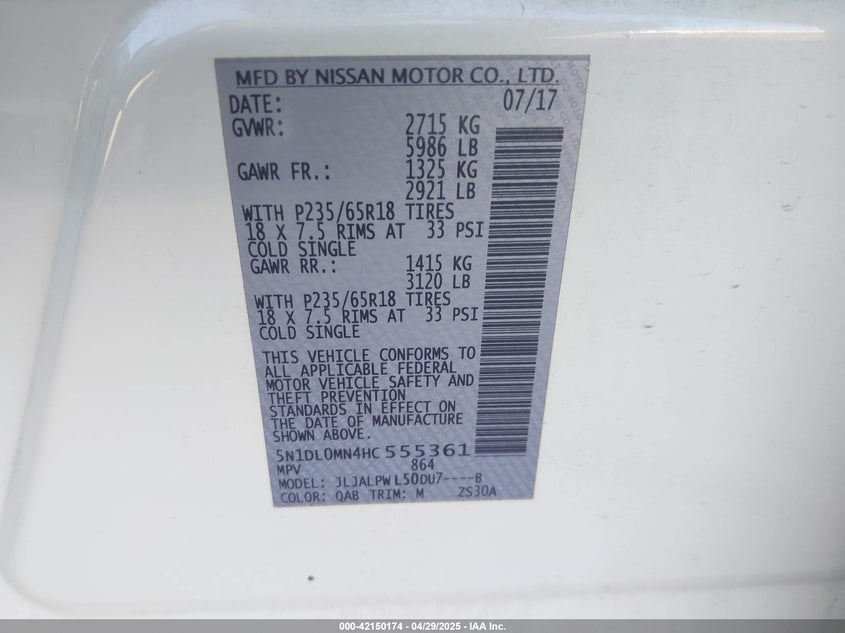 MFD BY NISSAN MOTOR CO., LTD.
DATE: 07/17
GVWR: 2715 KG
5986 LB
GAWR FR.: 1325 KG
2921 LB
WITH P235/65R18 TIRES
18 X 7.5 RIMS AT 33 PSI
COLD SINGLE
GAWR RR.: 1415 KG
3120 LB
WITH P235/65R18 TIRES
18 X 7.5 RIMS AT 33 PSI
COLD SINGLE
THIS VEHICLE CONFORMS TO
ALL APPLICABLE FEDERAL
MOTOR VEHICLE SAFETY AND
THEFT PREVENTION
STANDARDS IN EFFECT ON
THE DATE OF MANUFACTURE
SHOWN ABOVE.
5N1DL0MN4HC555361
MPV 864
MODEL: JLJALPWL50DU7----B
COLOR: QAB TRIM: M ZS30A
000-42150174 | 04/29/2025 - IAA Inc.